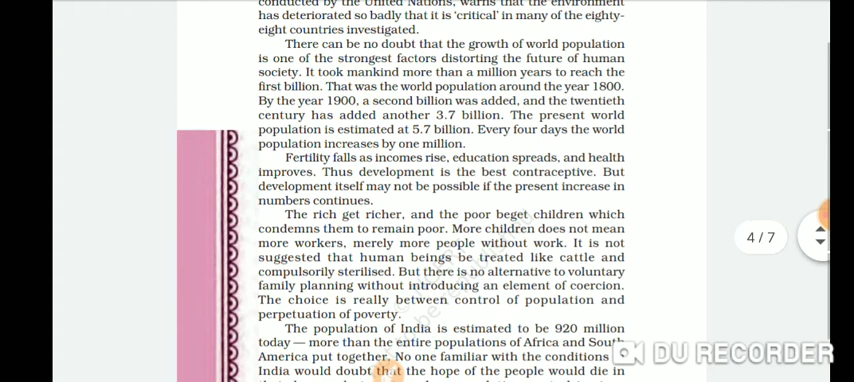 conducted by the United Nations, warns that the environment
has deteriorated so badly that it is ‘critical’ in many of the eighty-
eight countries investigated.
There can be no doubt that the growth of world population
is one of the strongest factors distorting the future of human
society. It took mankind more than a million years to reach the
first billion. That was the world population around the year 1800.
By the year 1900, a second billion was added, and the twentieth
century has added another 3.7 billion. The present world
population is estimated at 5.7 billion. Every four days the world
population increases by one million.
Fertility falls as incomes rise, education spreads, and health
improves. Thus development is the best contraceptive. But
development itself may not be possible if the present increase in
numbers continues.
The rich get richer, and the poor beget children which
condemns them to remain poor. More children does not mean
more workers, merely more people without work. It is not
suggested that human beings be treated like cattle and
compulsorily sterilised. But there is no alternative to voluntary
family planning without introducing an element of coercion.
The choice is really between control of population and
perpetuation of poverty.
The population of India is estimated to be 920 million
today — more than the entire populations of Africa and South
America put together. No one familiar with the conditions
India would doubt that the hope of the people would die in
4 / 7
DU RECORDER